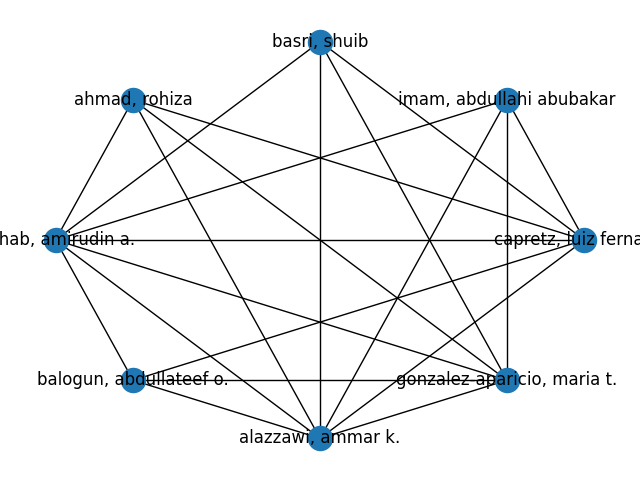 basri, shuib
ahmad, rohiza
imam, abdullahi abubakar
hab, amirudin a.
capretz, luiz ferna
balogun, abdullateef o.
gonzalez-aparicio, maria t.
alazzawi, ammar k.